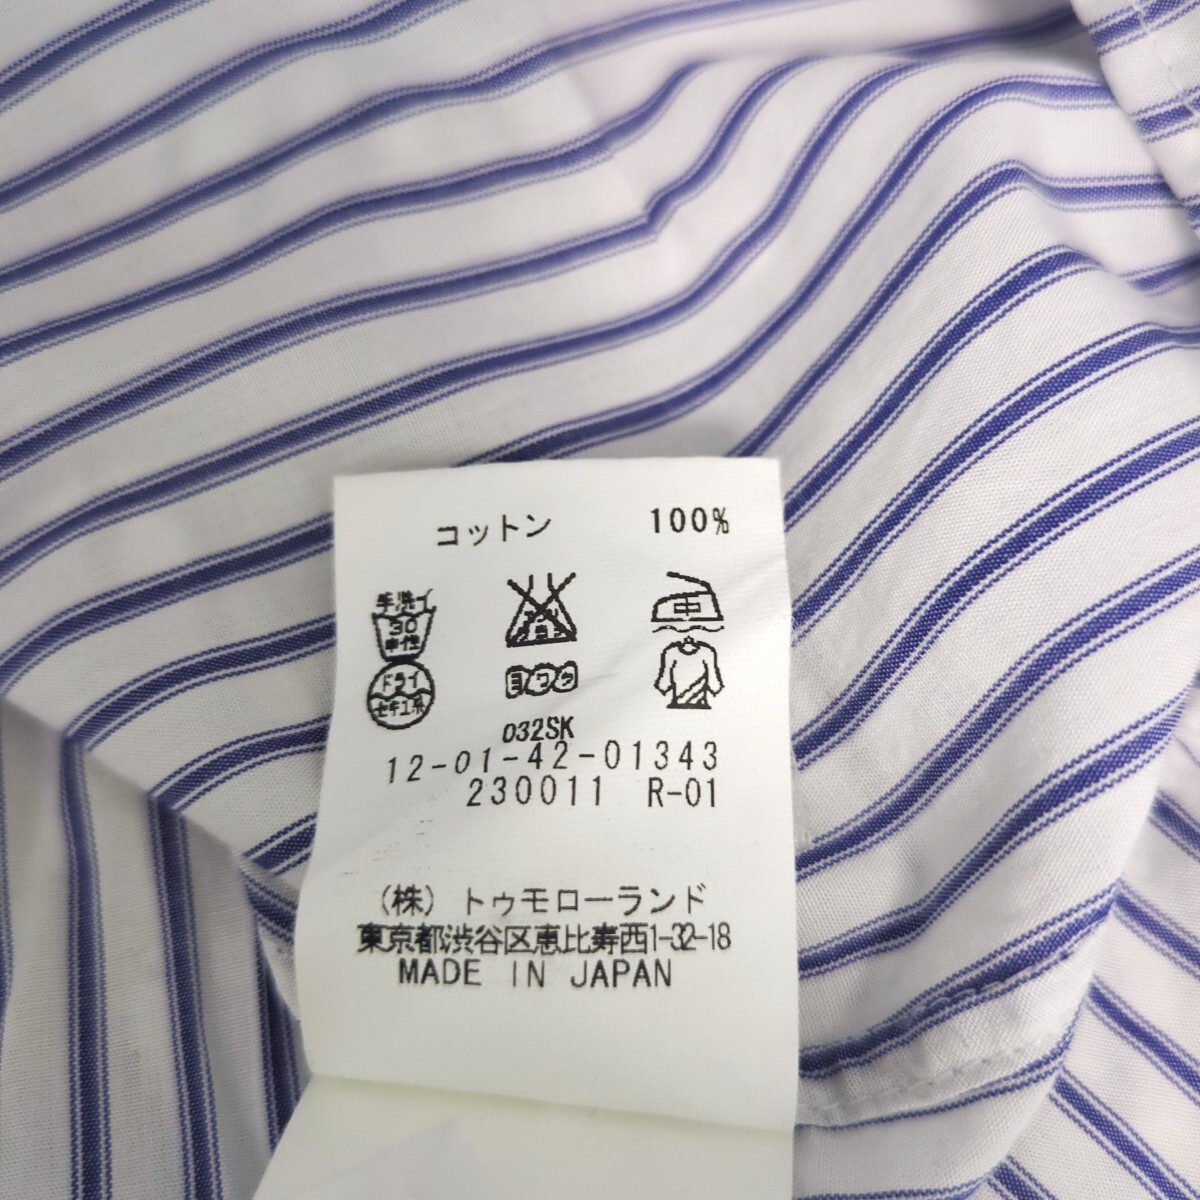 コットン 100%
手洗イ
30
中性
中
ドライ
セキユ系
ヨワク
032SK
12-01-42-01343
230011 R-01
(株) トゥモローランド
東京都渋谷区恵比寿西1-32-18
MADE IN JAPAN